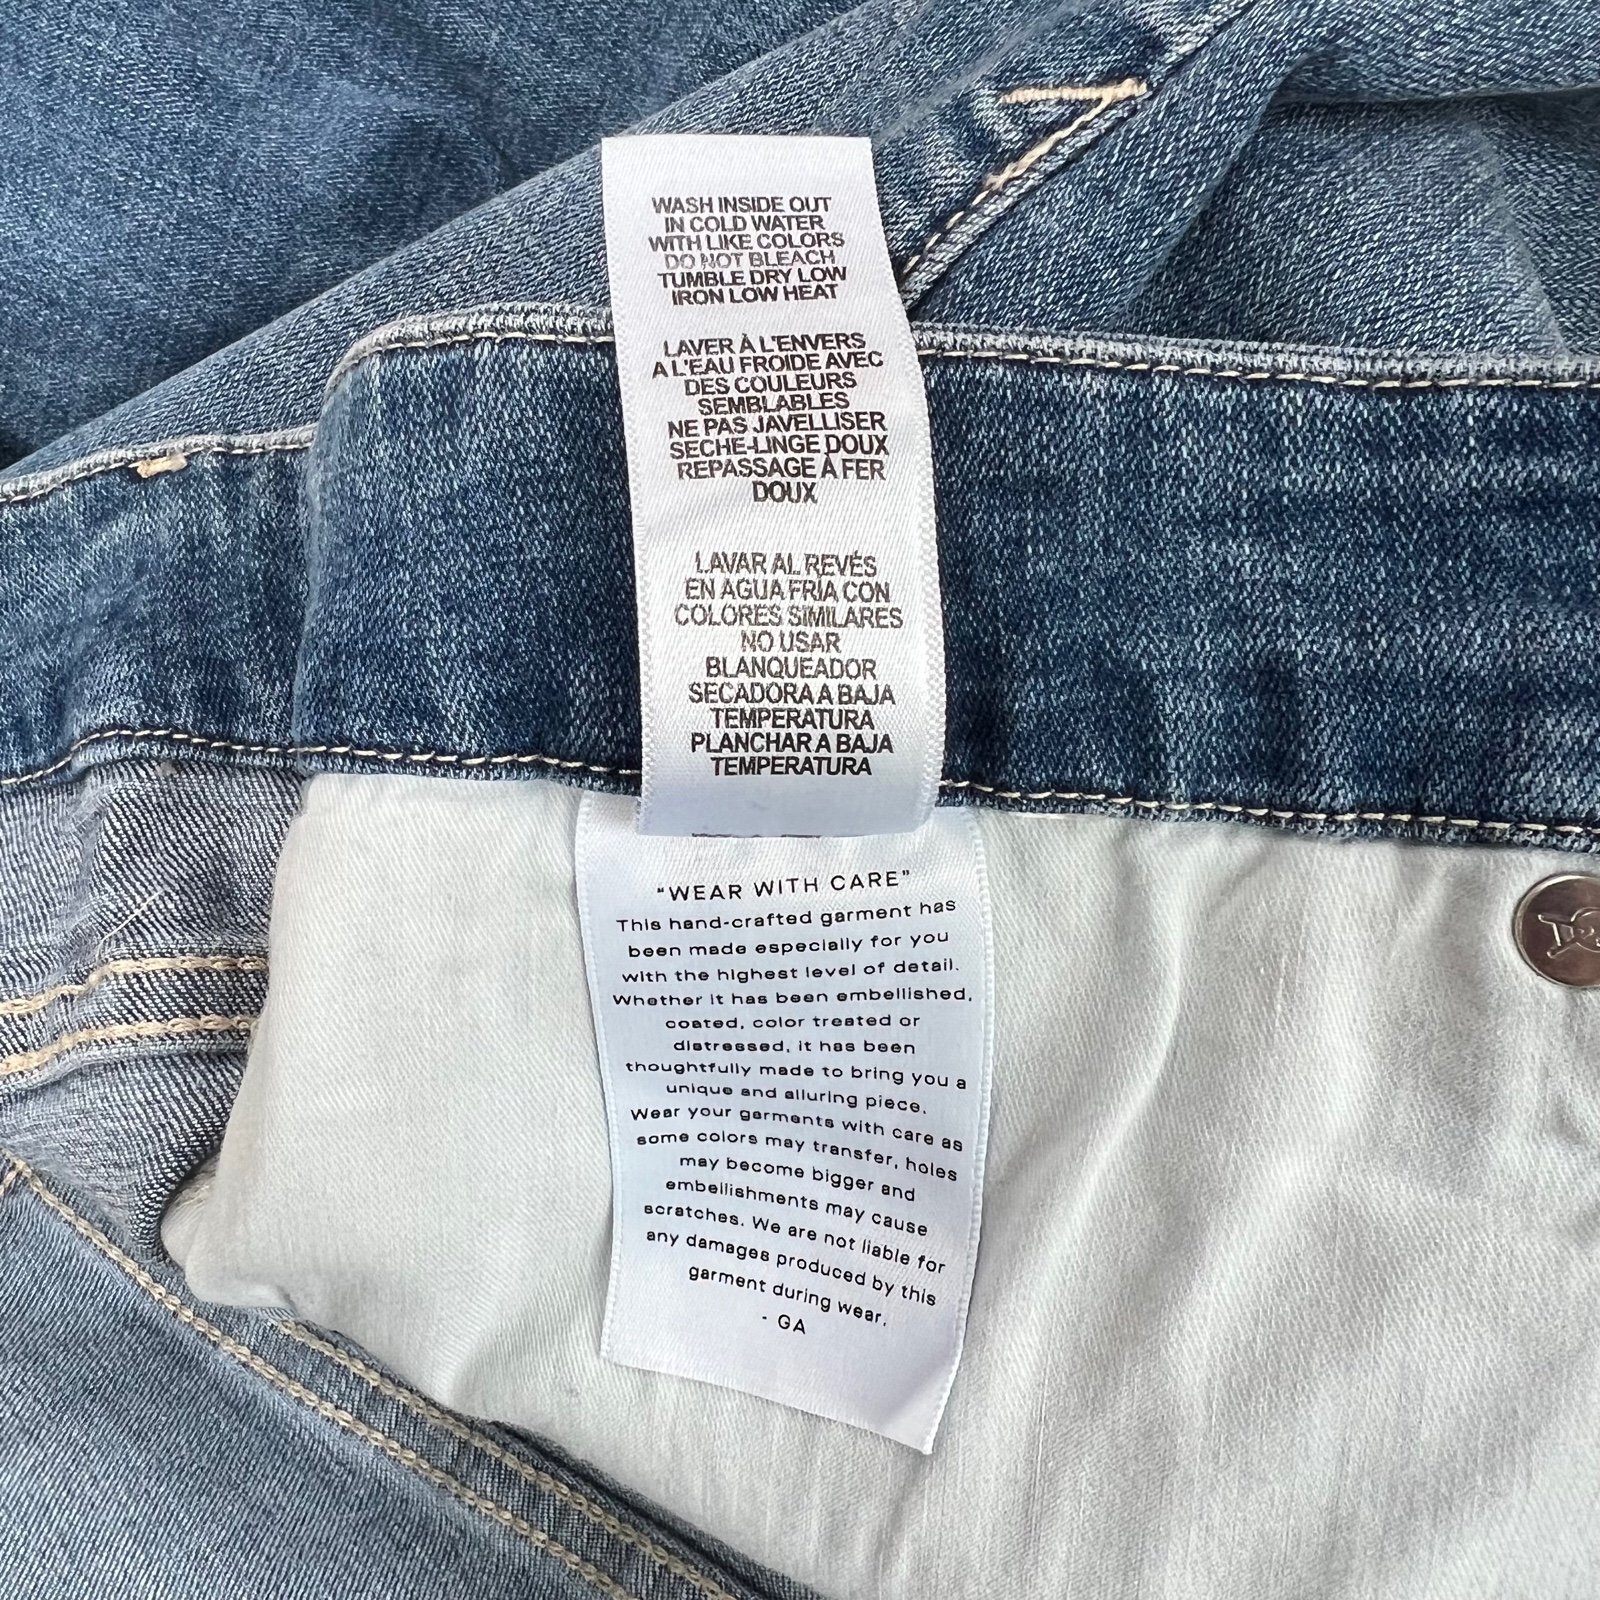 WASH INSIDE OUT
IN COLD WATER
WITH LIKE COLORS
DO NOT BLEACH
TUMBLE DRY LOW
IRON LOW HEAT
LAVER À L'ENVERS
A L'EAU FROIDE AVEC
DES COULEURS
SEMBLABLES
NE PAS JAVELLISER
SECHE-LINGE DOUX
REPASSAGE À FER
DOUX
LAVAR AL REVÉS
EN AGUA FRÍA CON
COLORES SIMILARES
NO USAR
BLANQUEADOR
SECADORA A BAJA
TEMPERATURA
PLANCHAR A BAJA
TEMPERATURA
"WEAR WITH CARE"
This hand-crafted garment has
been made especially for you
with the highest level of detail.
Whether it has been embellished,
coated, color treated or
distressed, it has been
thoughtfully made to bring you a
unique and alluring piece.
Wear your garments with care as
some colors may transfer, holes
may become bigger and
embellishments may cause
scratches. We are not liable for
any damages produced by this
garment during wear.
- GA